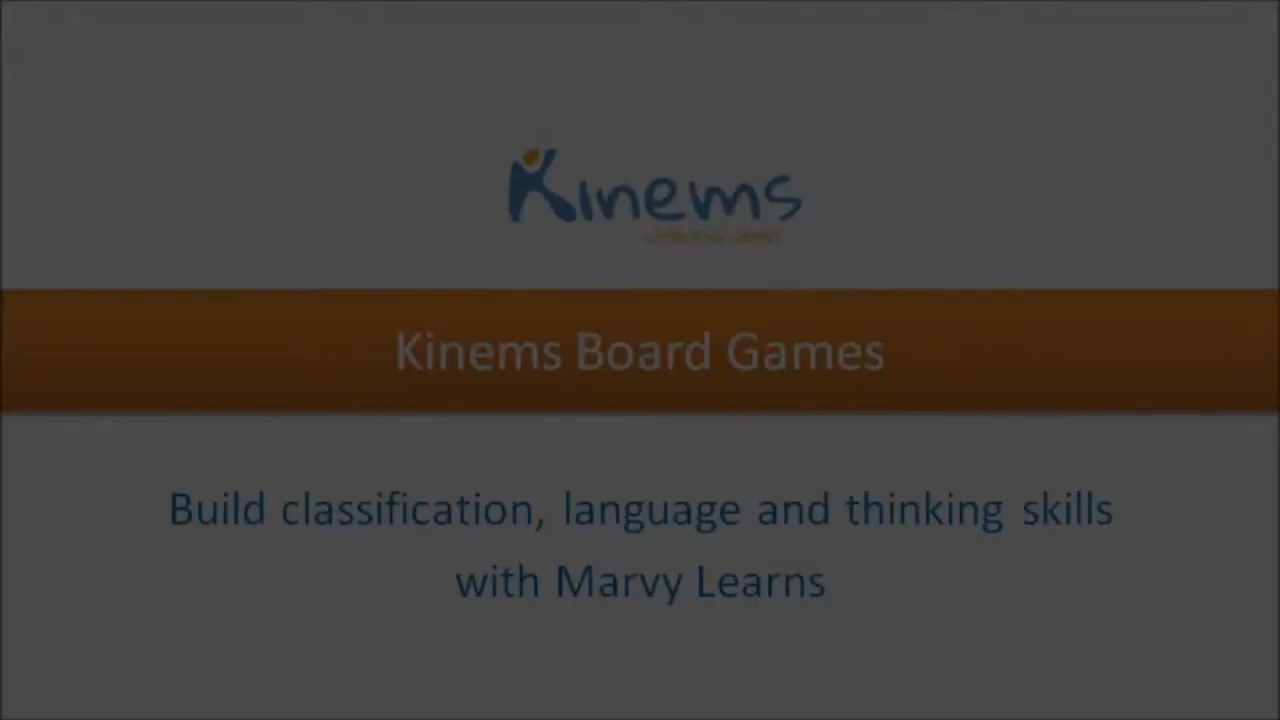 Kinems
Kinems Board Games
Build classification, language and thinking skills
with Marvy Learns